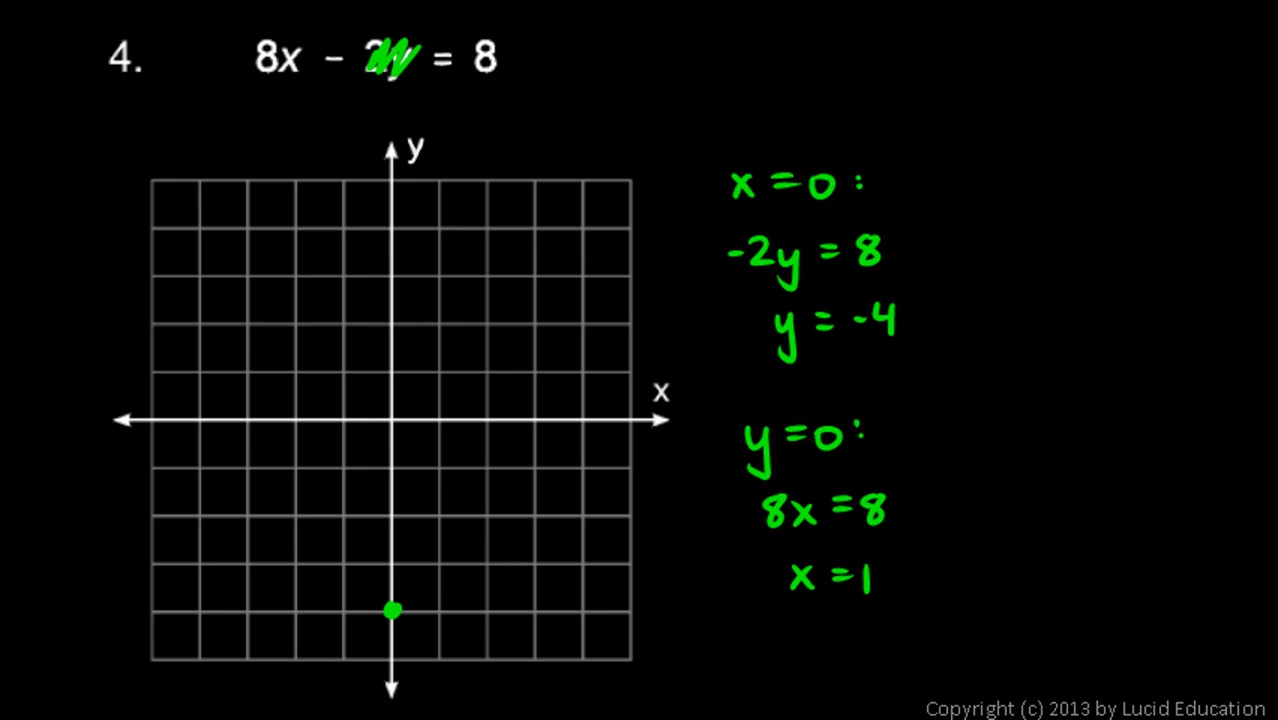 4. 8x - 2y = 8
y
x
x = 0 :
-2y = 8
y = -4
y = 0 :
8x = 8
x = 1
Copyright (c) 2013 by Lucid Education